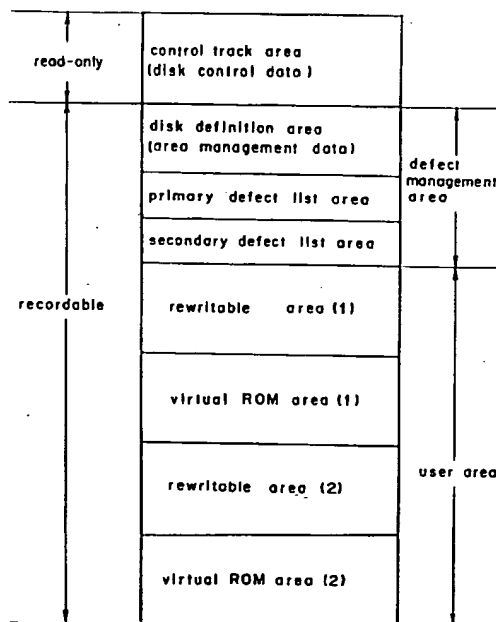 control track area
(disk control data)
read-only
disk definition area
(area management data)
defect
management
area
primary defect list area
secondary defect list area
rewritable area (1)
recordable
virtual ROM area (1)
rewritable area (2)
user area
virtual ROM area (2)